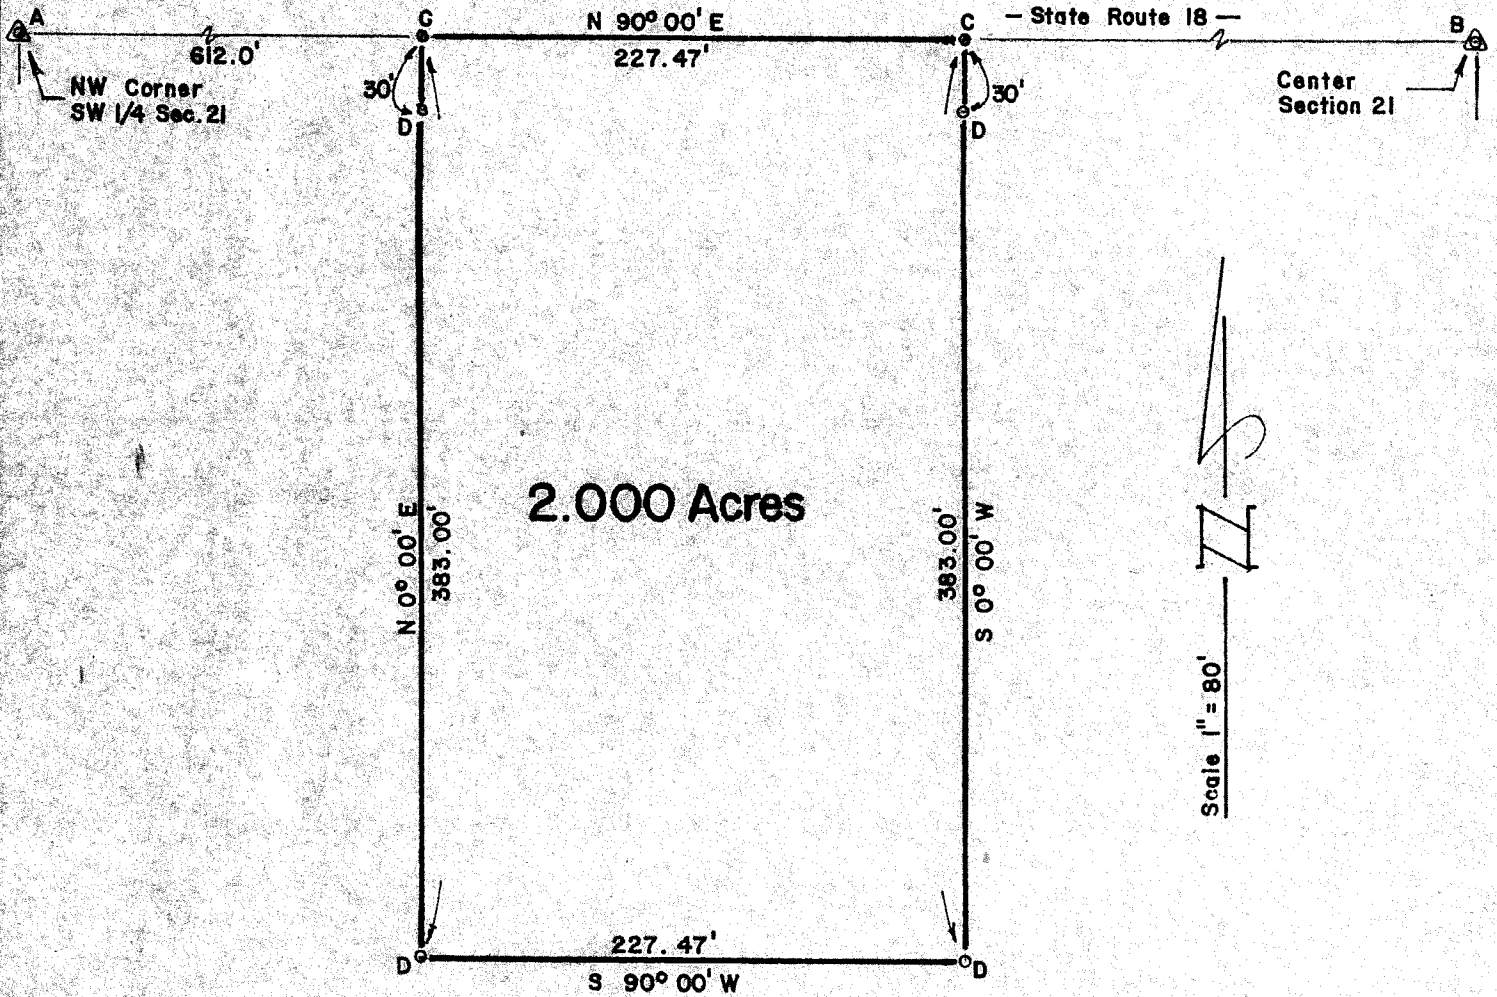 A
612.0'
NW Corner
SW 1/4 Sec. 21
C
N 90° 00' E
227.47'
C
— State Route 18 —
B
Center
Section 21
30'
D
30'
D
2.000 Acres
N 0° 00' E
383.00'
383.00'
S 0° 00' W
N
Scale 1" = 80'
D
227.47'
S 90° 00' W
D